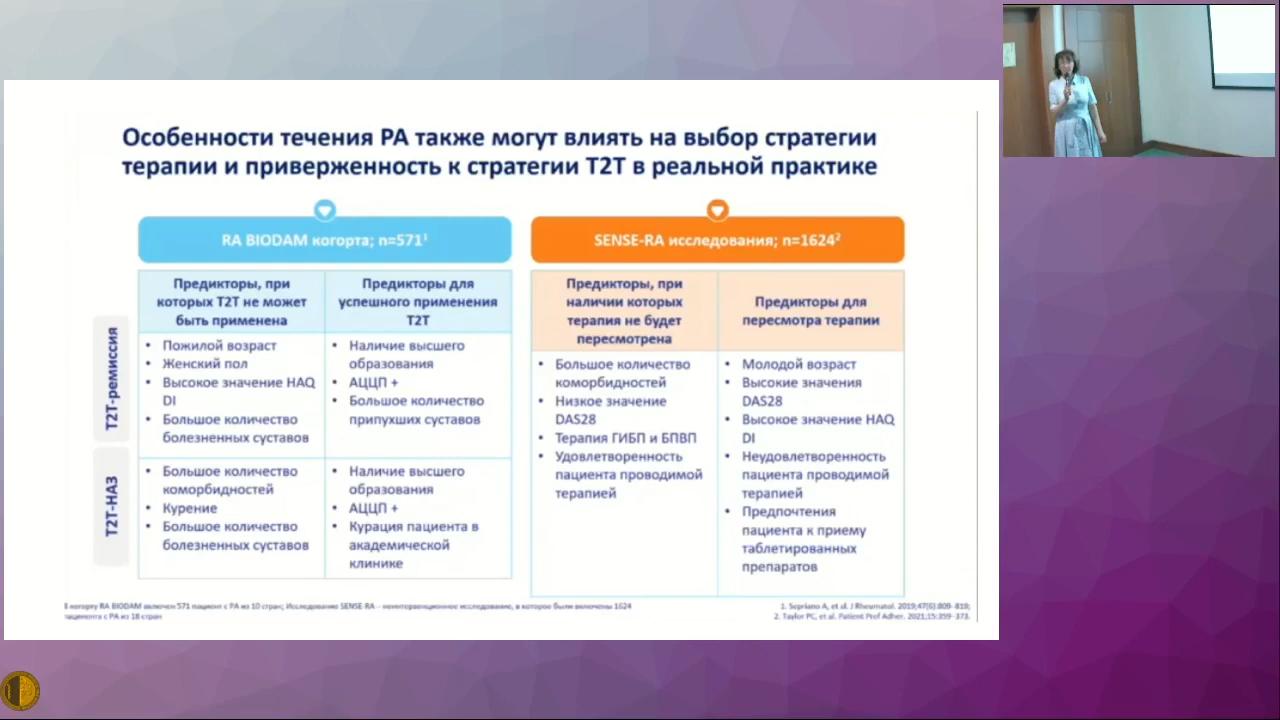 Особенности течения РА также могут влиять на выбор стратегии
терапии и приверженность к стратегии Т2Т в реальной практике
RA BIODAM когорта; n=571¹
Предикторы, при
которых Т2Т не может
быть применена
Предикторы для
успешного применения
Т2Т
Т2Т-ремиссия
• Пожилой возраст
• Женский пол
• Высокое значение HAQ
DI
• Большое количество
болезненных суставов
• Наличие высшего
образования
• АЦЦП +
• Большое количество
припухших суставов
Т2Т-НАЗ
• Большое количество
коморбидностей
• Курение
• Большое количество
болезненных суставов
• Наличие высшего
образования
• АЦЦП +
• Курация пациента в
академической
клинике
SENSE-RA исследования; n=1624²
Предикторы, при
наличии которых
терапия не будет
пересмотрена
Предикторы для
пересмотра терапии
• Большое количество
коморбидностей
• Низкое значение
DAS28
• Терапия ГИБП и БПВП
• Удовлетворенность
пациента проводимой
терапией
• Молодой возраст
• Высокие значения
DAS28
• Высокое значение HAQ
DI
• Неудовлетворенность
пациента проводимой
терапией
• Предпочтения
пациента к приему
таблетированных
препаратов
когорту RA BIODAM включен 571 пациент с РА из 10 стран; Исследование SENSE-RA – неинтервенционное исследование, в которое были включены 1624
пациента с РА из 18 стран
1. Sepriano A, et al. J Rheumatol. 2019;47(6):809–819;
2. Taylor PC, et al. Patient Pref Adher. 2021;15:359–373.